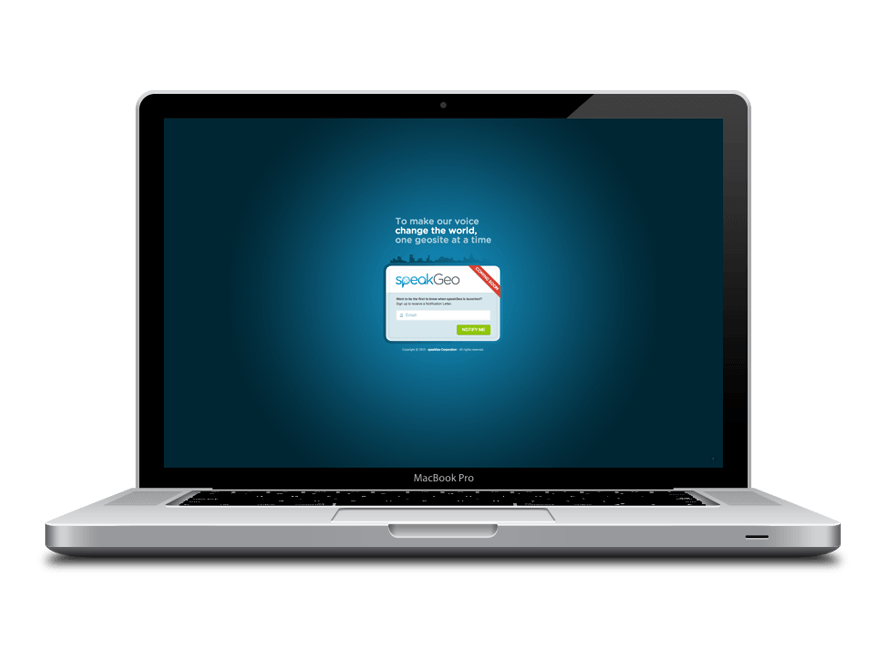 To make our voice
change the world,
one geosite at a time
speakGeo
COMING SOON
Want to be the first to know when speakGeo is launched?
Sign up to receive a Notification Letter.
Email
NOTIFY ME
speakGeo Corporation - All rights reserved
MacBook Pro